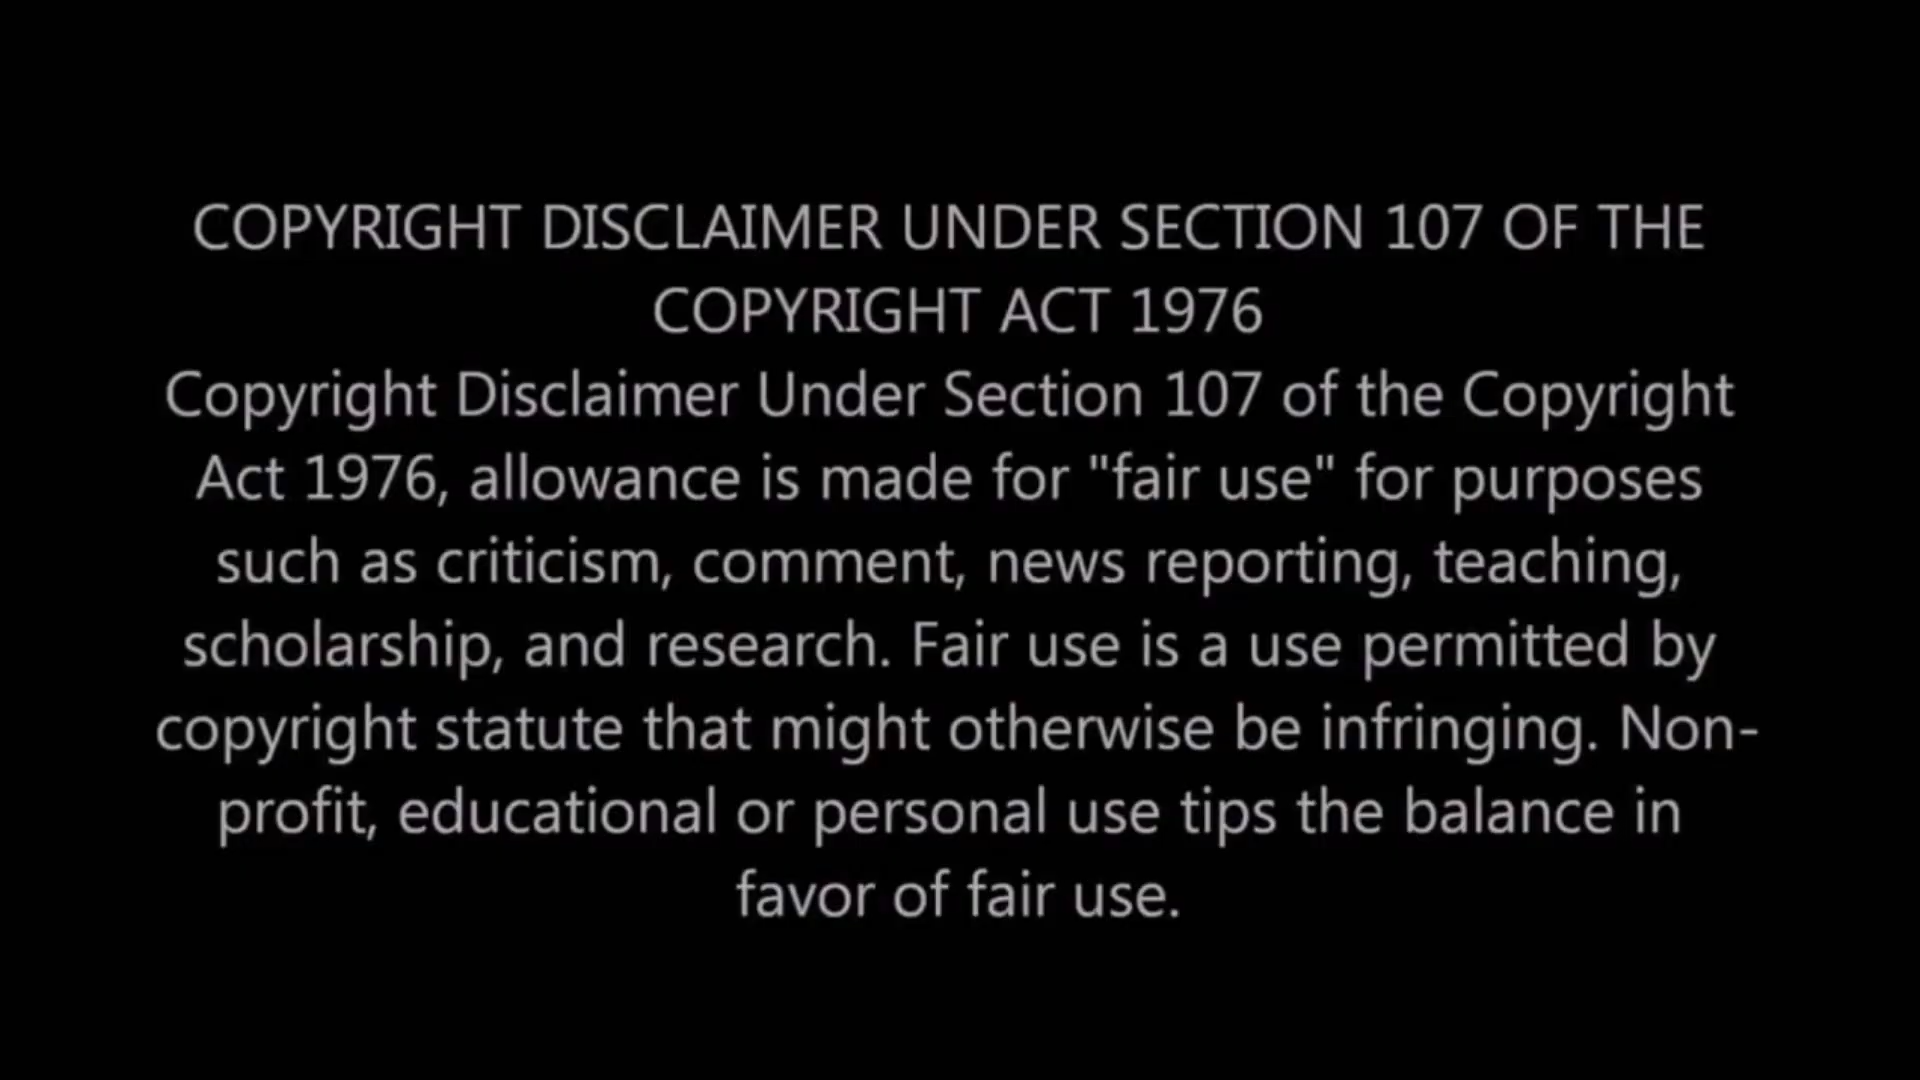 COPYRIGHT DISCLAIMER UNDER SECTION 107 OF THE
COPYRIGHT ACT 1976
Copyright Disclaimer Under Section 107 of the Copyright
Act 1976, allowance is made for "fair use" for purposes
such as criticism, comment, news reporting, teaching,
scholarship, and research. Fair use is a use permitted by
copyright statute that might otherwise be infringing. Non-
profit, educational or personal use tips the balance in
favor of fair use.